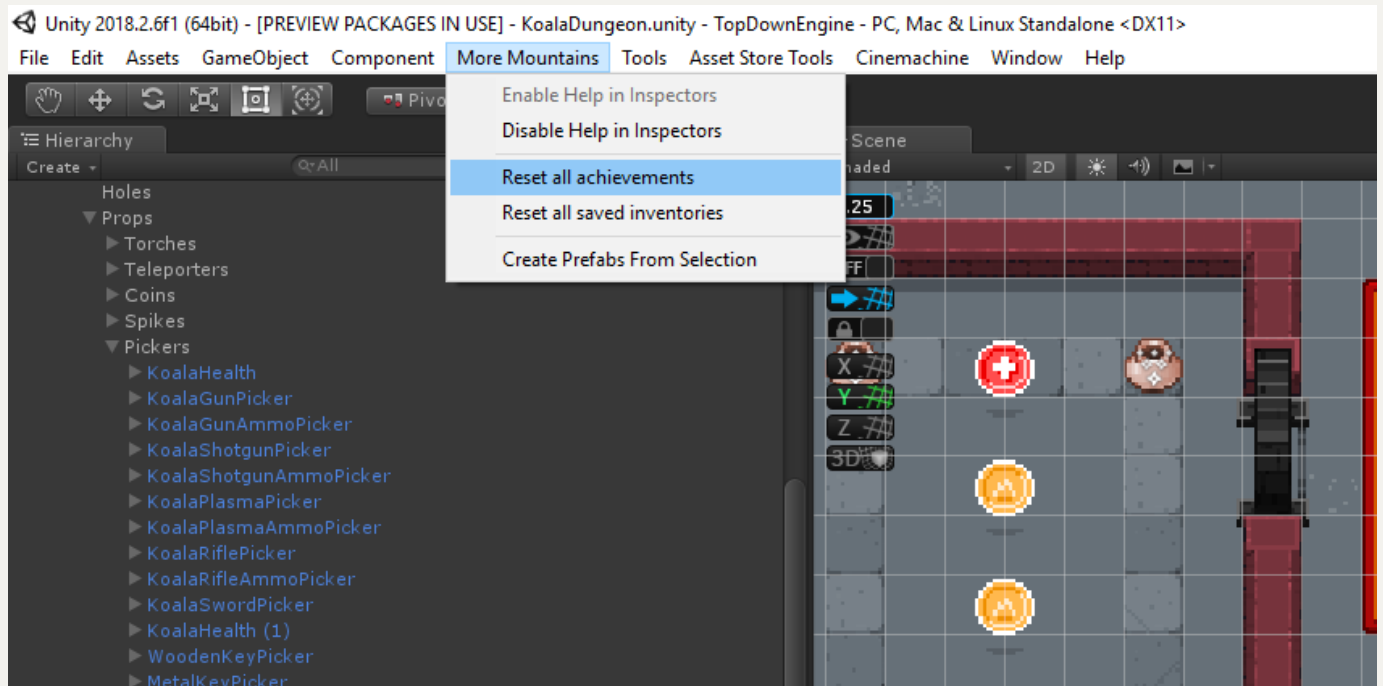 Unity 2018.2.6f1 (64bit) - [PREVIEW PACKAGES IN USE] - KoalaDungeon.unity - TopDownEngine - PC, Mac & Linux Standalone <DX11>
File Edit Assets GameObject Component More Mountains Tools Asset Store Tools Cinemachine Window Help
Pivo
Enable Help in Inspectors
Disable Help in Inspectors
Reset all achievements
Reset all saved inventories
Create Prefabs From Selection
Hierarchy
Create All
Holes
Props
Torches
Teleporters
Coins
Spikes
Pickers
KoalaHealth
KoalaGunPicker
KoalaGunAmmoPicker
KoalaShotgunPicker
KoalaShotgunAmmoPicker
KoalaPlasmaPicker
KoalaPlasmaAmmoPicker
KoalaRiflePicker
KoalaRifleAmmoPicker
KoalaSwordPicker
KoalaHealth (1)
WoodenKeyPicker
MetalKeyPicker
Scene
haded 2D
.25
FF
X
Y
Z
3D